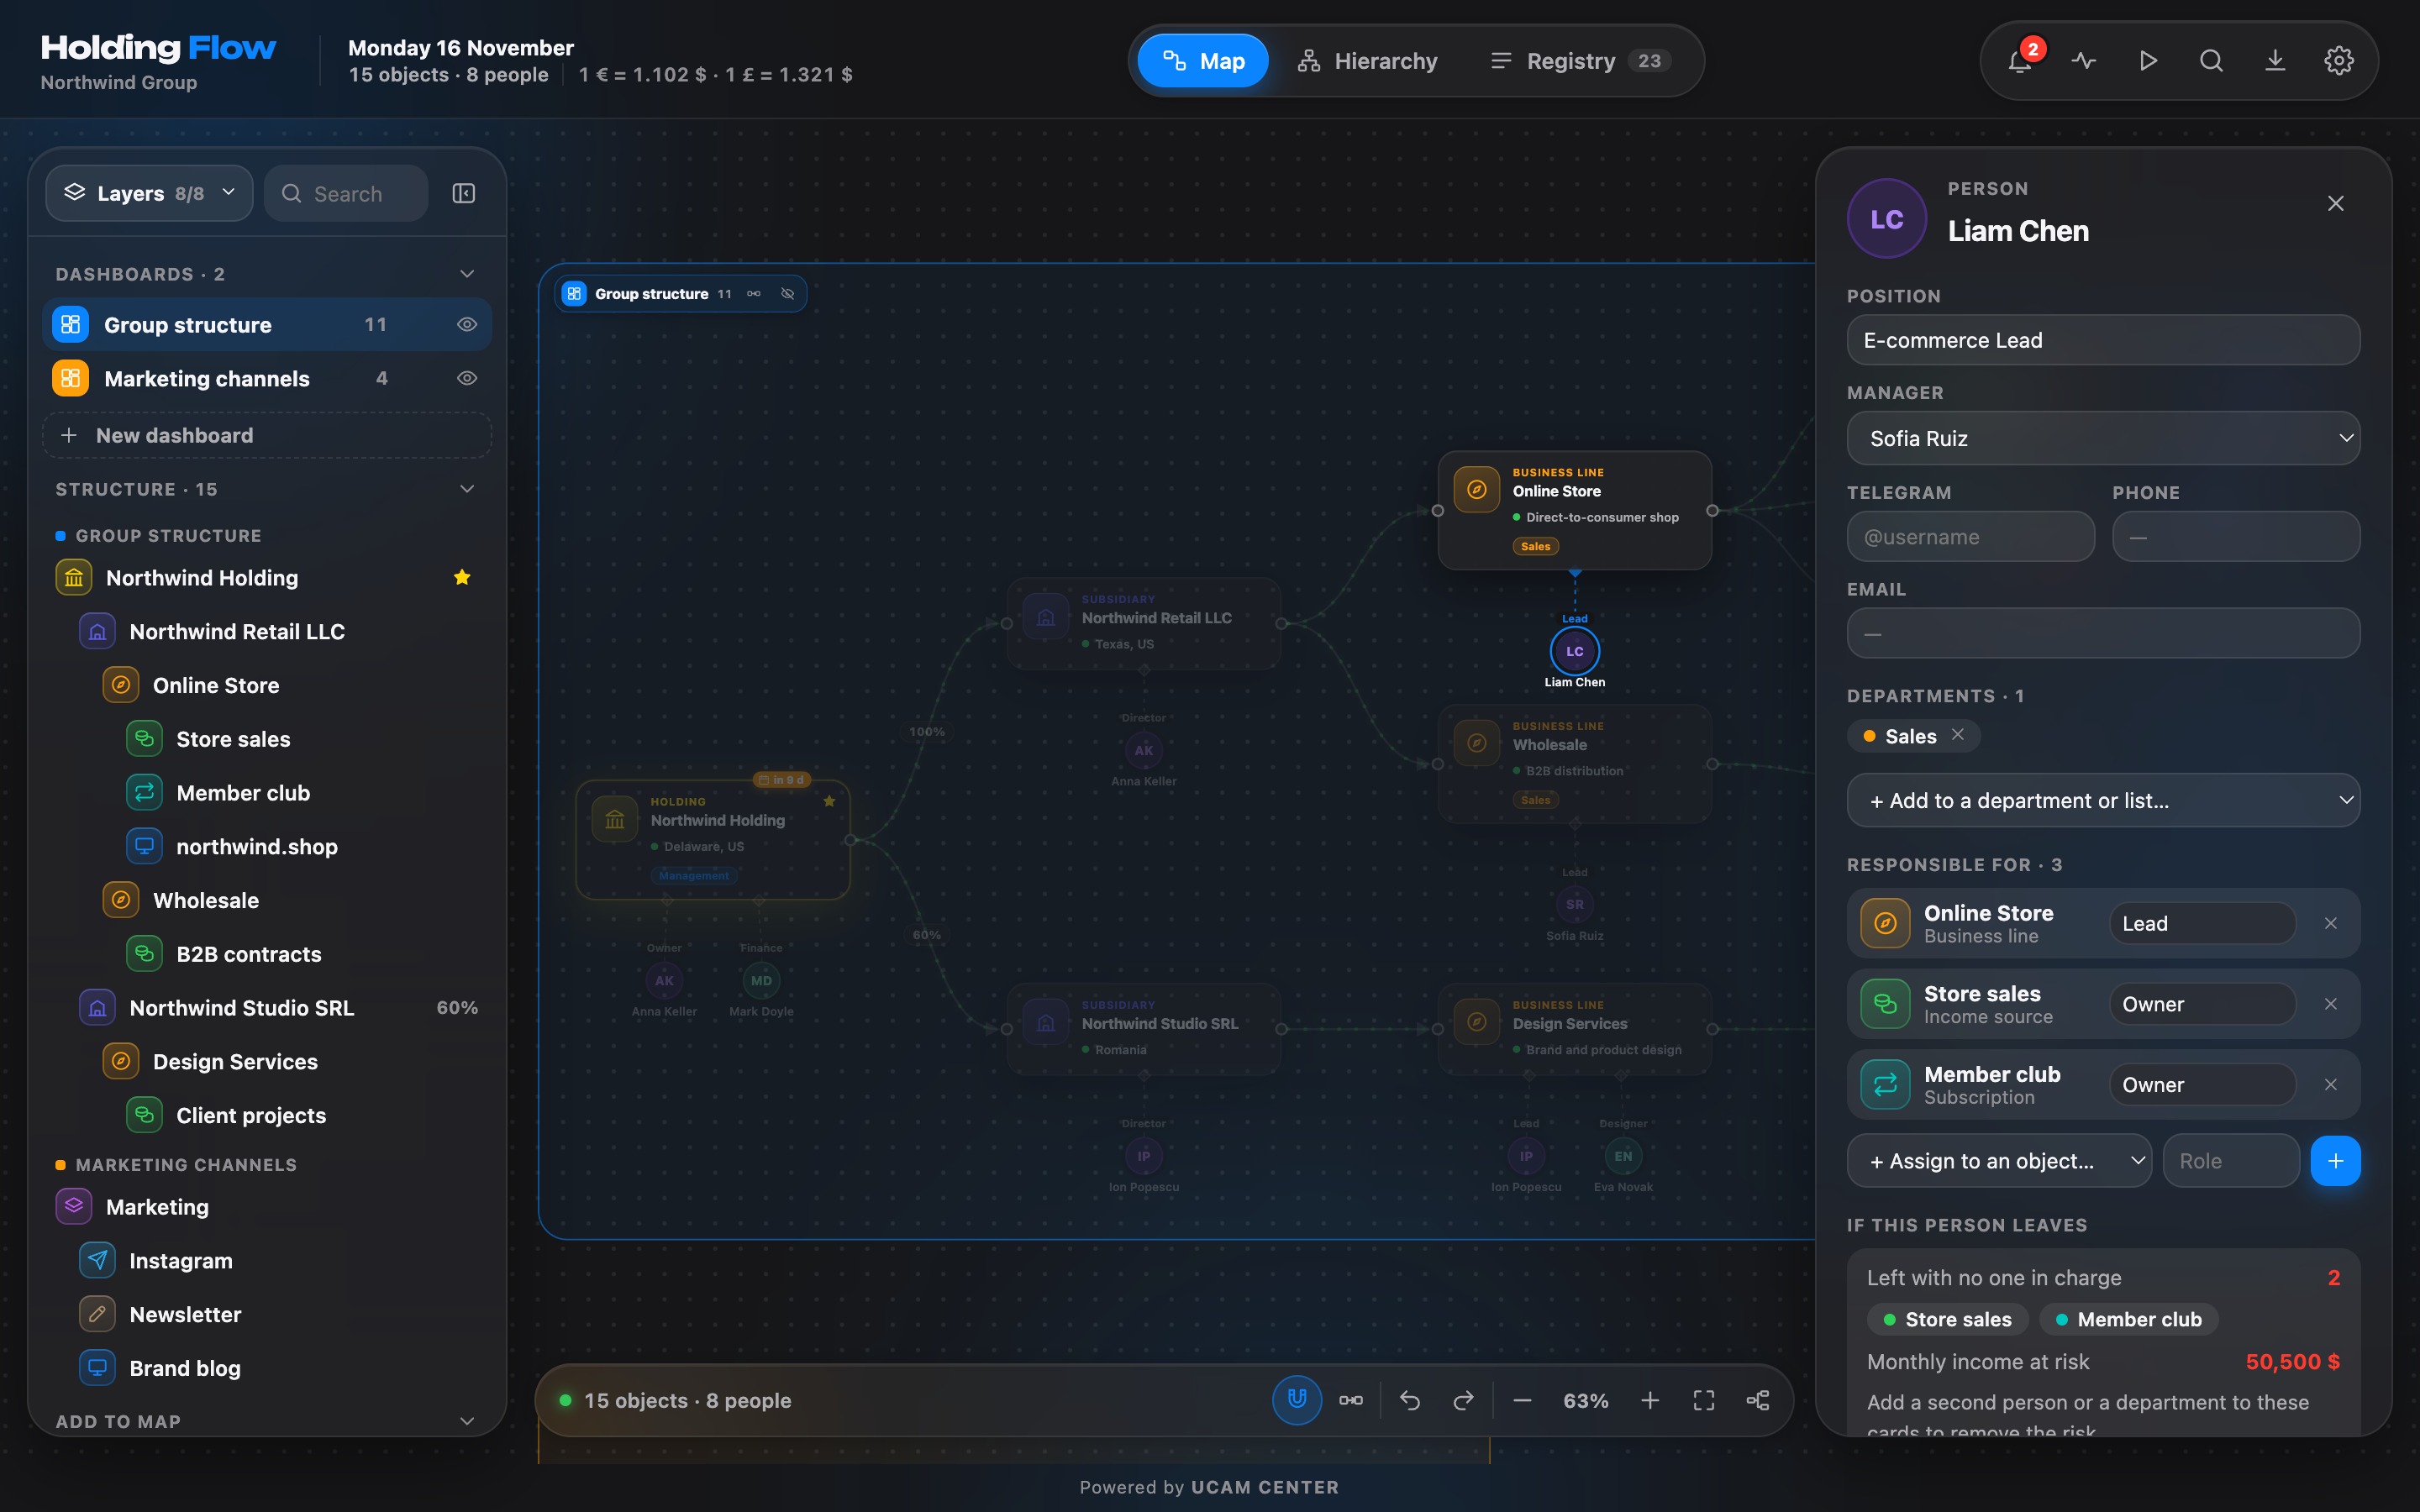 Holding Flow
Northwind Group
Monday 16 November
15 objects · 8 people
1 € = 1.102 $ · 1 £ = 1.321 $
Map
Hierarchy
Registry 23
2
Layers 8/8
Search
DASHBOARDS · 2
Group structure 11
Marketing channels 4
New dashboard
STRUCTURE · 15
GROUP STRUCTURE
Northwind Holding
Northwind Retail LLC
Online Store
Store sales
Member club
northwind.shop
Wholesale
B2B contracts
Northwind Studio SRL 60%
Design Services
Client projects
MARKETING CHANNELS
Marketing
Instagram
Newsletter
Brand blog
ADD TO MAP
Group structure 11
BUSINESS LINE
Online Store
Direct-to-consumer shop
Sales
Lead
LC
Liam Chen
SUBSIDIARY
Northwind Retail LLC
Texas, US
Director
AK
Anna Keller
BUSINESS LINE
Wholesale
B2B distribution
Sales
Lead
SR
Sofia Ruiz
100%
in 9 d
HOLDING
Northwind Holding
Delaware, US
Management
Owner
AK
Anna Keller
Finance
MD
Mark Doyle
60%
SUBSIDIARY
Northwind Studio SRL
Romania
Director
IP
Ion Popescu
BUSINESS LINE
Design Services
Brand and product design
Lead
IP
Ion Popescu
Designer
EN
Eva Novak
15 objects · 8 people
63%
Powered by UCAM CENTER
LC
PERSON
Liam Chen
POSITION
E-commerce Lead
MANAGER
Sofia Ruiz
TELEGRAM
@username
PHONE
—
EMAIL
—
DEPARTMENTS · 1
Sales
+ Add to a department or list...
RESPONSIBLE FOR · 3
Online Store
Business line
Lead
Store sales
Income source
Owner
Member club
Subscription
Owner
+ Assign to an object...
Role
IF THIS PERSON LEAVES
Left with no one in charge 2
Store sales
Member club
Monthly income at risk 50,500 $
Add a second person or a department to these
cards to remove the risk